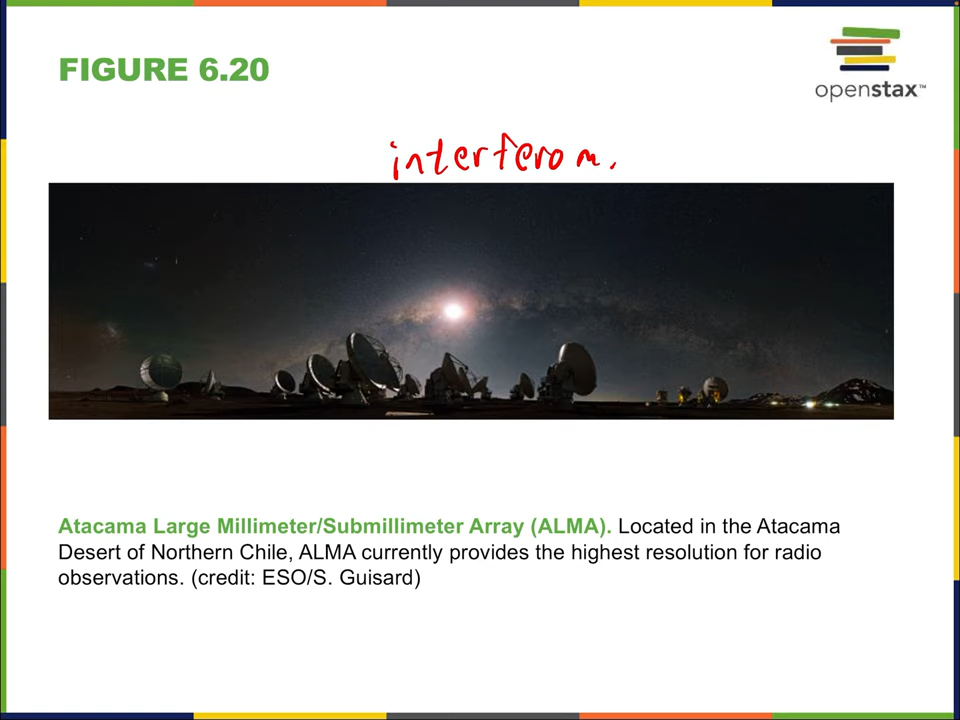 FIGURE 6.20
openstax™
interferom.
Atacama Large Millimeter/Submillimeter Array (ALMA). Located in the Atacama
Desert of Northern Chile, ALMA currently provides the highest resolution for radio
observations. (credit: ESO/S. Guisard)